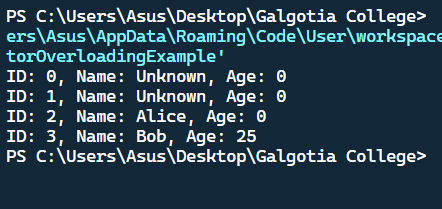 PS C:\Users\Asus\Desktop\Galgotia College>
ers\Asus\AppData\Roaming\Code\User\workspace
torOverloadingExample'
ID: 0, Name: Unknown, Age: 0
ID: 1, Name: Unknown, Age: 0
ID: 2, Name: Alice, Age: 0
ID: 3, Name: Bob, Age: 25
PS C:\Users\Asus\Desktop\Galgotia College>